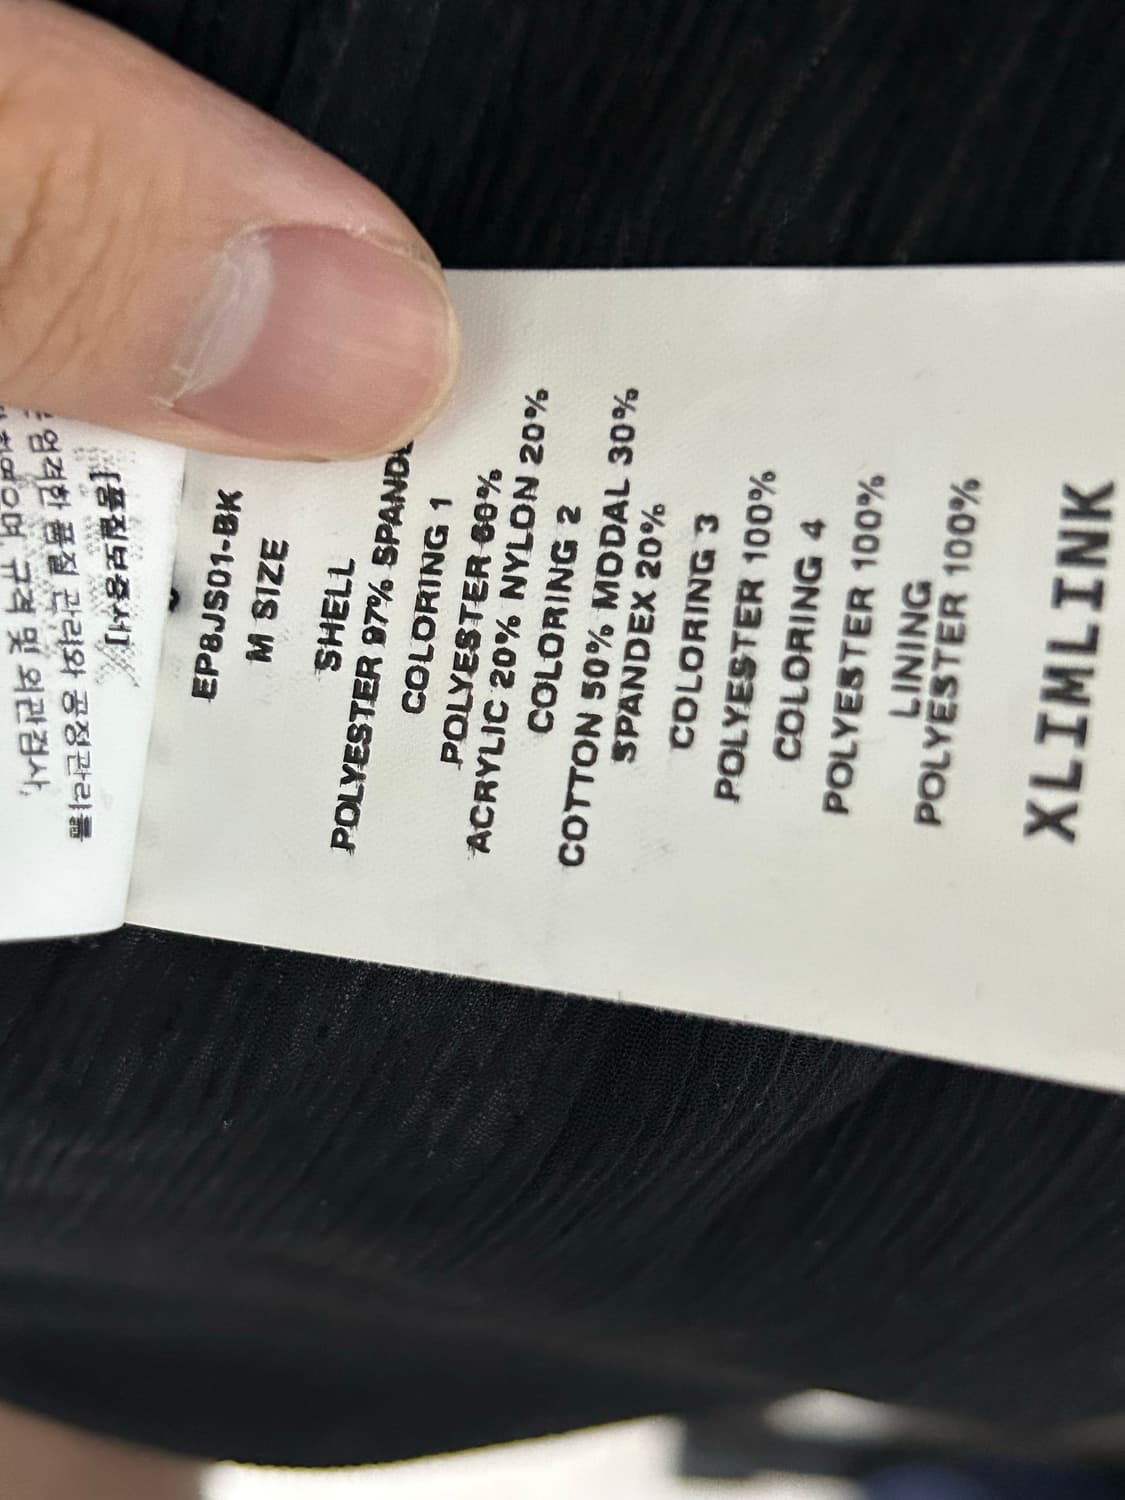 EP8JS01-BK
M SIZE
SHELL
POLYESTER 97% SPANDE
COLORING 1
POLYESTER 60%
ACRYLIC 20% NYLON 20%
COLORING 2
COTTON 50% MODAL 30%
SPANDEX 20%
COLORING 3
POLYESTER 100%
COLORING 4
POLYESTER 100%
LINING
POLYESTER 100%
XLIMLINK